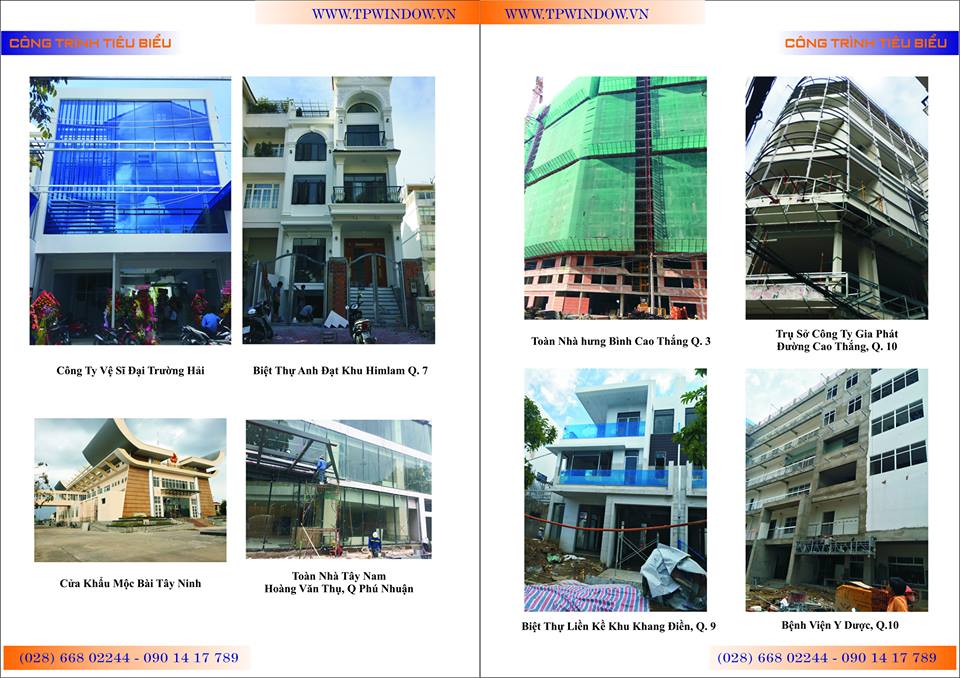 WWW.TPWINDOW.VN
CÔNG TRÌNH TIÊU BIỂU
Công Ty Vệ Sĩ Đại Trường Hải
Biệt Thự Anh Đạt Khu Himlam Q. 7
Cửa Khẩu Mộc Bài Tây Ninh
Toàn Nhà Tây Nam
Hoàng Văn Thụ, Q Phú Nhuận
(028) 668 02244 - 090 14 17 789
WWW.TPWINDOW.VN
CÔNG TRÌNH TIÊU BIỂU
Toàn Nhà hưng Bình Cao Thắng Q. 3
Trụ Sở Công Ty Gia Phát
Đường Cao Thắng, Q. 10
Biệt Thự Liền Kề Khu Khang Điền, Q. 9
Bệnh Viện Y Dược, Q.10
(028) 668 02244 - 090 14 17 789